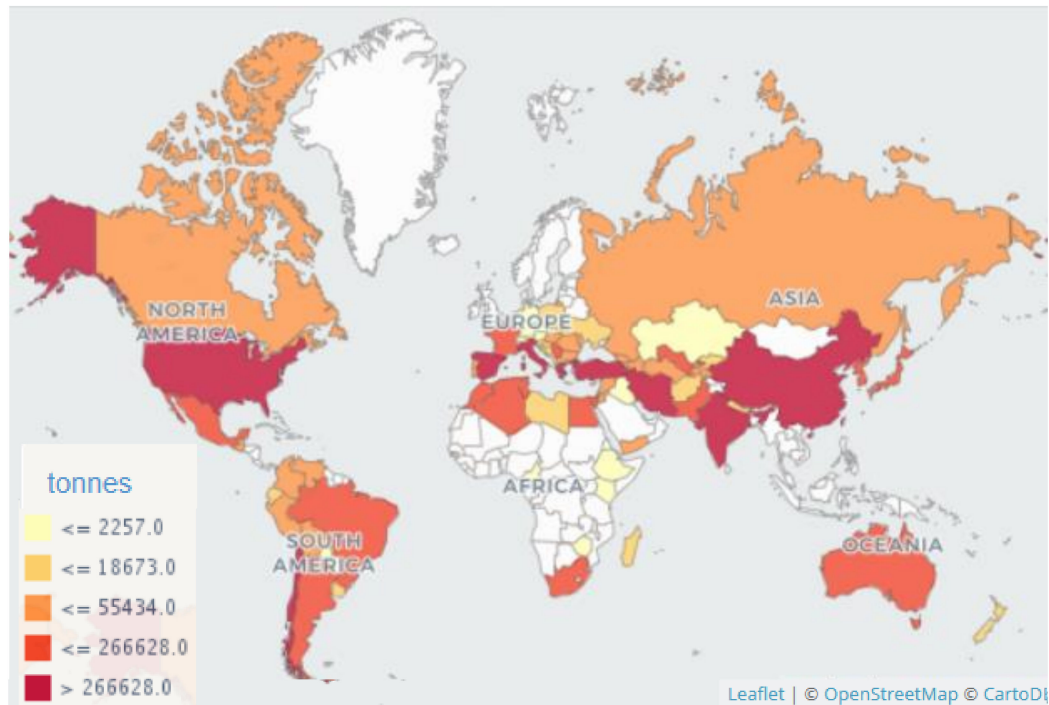 NORTH
AMERICA
EUROPE
ASIA
AFRICA
SOUTH
AMERICA
OCEANIA
tonnes
<= 2257.0
<= 18673.0
<= 55434.0
<= 266628.0
> 266628.0
Leaflet | © OpenStreetMap © CartoDB